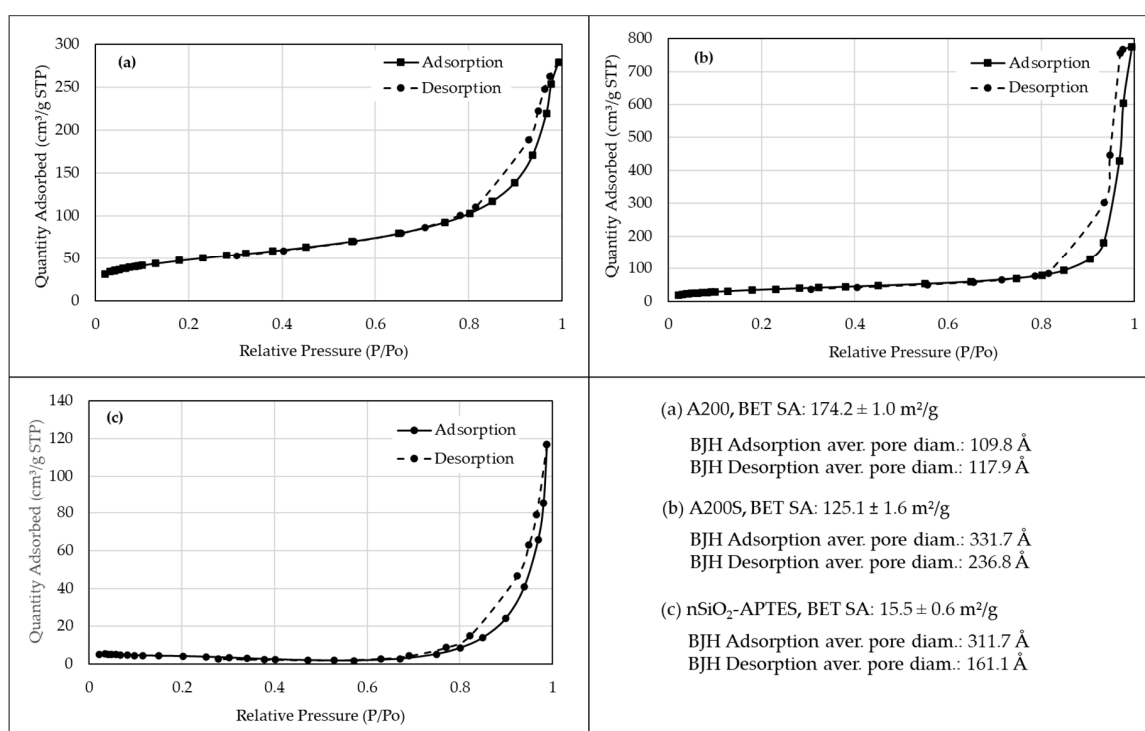 (a)
Quantity Adsorbed (cm³/g STP)
300
250
200
150
100
50
0
0 0.2 0.4 0.6 0.8 1
Relative Pressure (P/Po)
Adsorption
Desorption
(b)
Quantity Adsorbed (cm³/g STP)
800
700
600
500
400
300
200
100
0
0 0.2 0.4 0.6 0.8 1
Relative Pressure (P/Po)
Adsorption
Desorption
(c)
Quantity Adsorbed (cm³/g STP)
140
120
100
80
60
40
20
0
0 0.2 0.4 0.6 0.8 1
Relative Pressure (P/Po)
Adsorption
Desorption
(a) A200, BET SA: 174.2 ± 1.0 m²/g
BJH Adsorption aver. pore diam.: 109.8 Å
BJH Desorption aver. pore diam.: 117.9 Å
(b) A200S, BET SA: 125.1 ± 1.6 m²/g
BJH Adsorption aver. pore diam.: 331.7 Å
BJH Desorption aver. pore diam.: 236.8 Å
(c) nSiO₂-APTES, BET SA: 15.5 ± 0.6 m²/g
BJH Adsorption aver. pore diam.: 311.7 Å
BJH Desorption aver. pore diam.: 161.1 Å